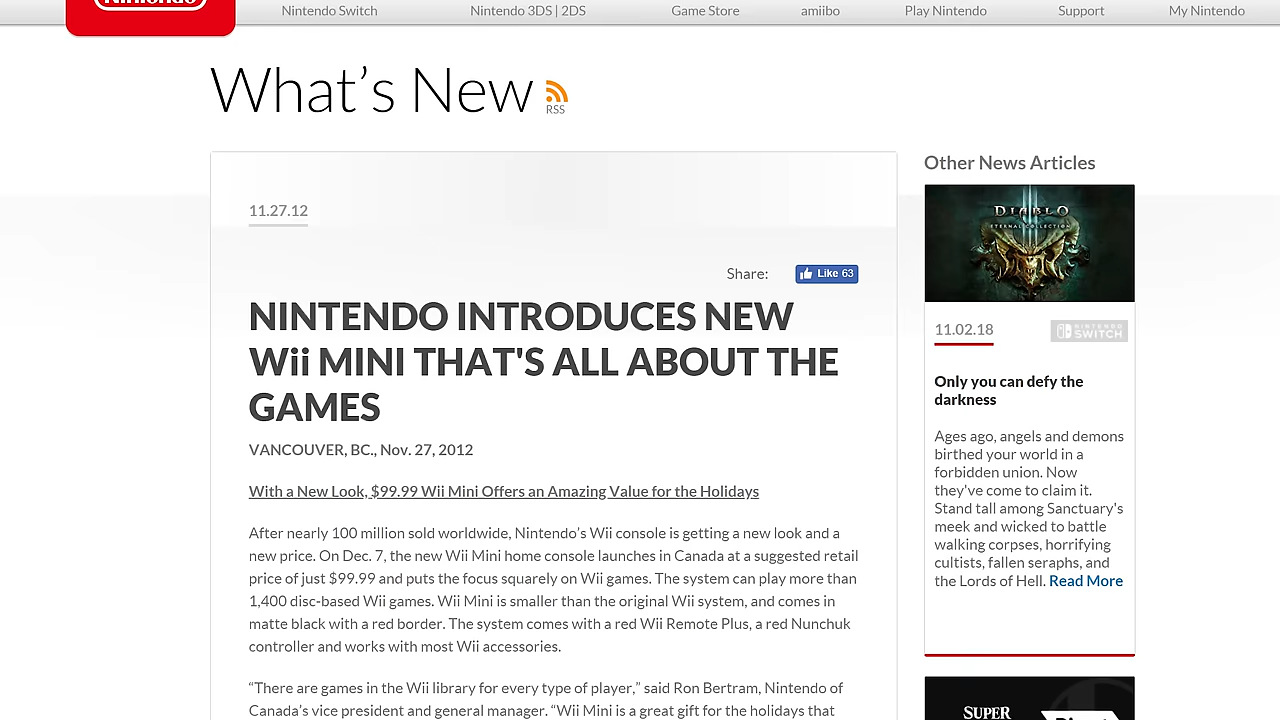 Nintendo
Nintendo Switch
Nintendo 3DS | 2DS
Game Store
amiibo
Play Nintendo
Support
My Nintendo
What's New
RSS
11.27.12
Share:
Like 63
NINTENDO INTRODUCES NEW
Wii MINI THAT'S ALL ABOUT THE
GAMES
VANCOUVER, BC., Nov. 27, 2012
With a New Look, $99.99 Wii Mini Offers an Amazing Value for the Holidays
After nearly 100 million sold worldwide, Nintendo's Wii console is getting a new look and a
new price. On Dec. 7, the new Wii Mini home console launches in Canada at a suggested retail
price of just $99.99 and puts the focus squarely on Wii games. The system can play more than
1,400 disc-based Wii games. Wii Mini is smaller than the original Wii system, and comes in
matte black with a red border. The system comes with a red Wii Remote Plus, a red Nunchuk
controller and works with most Wii accessories.
“There are games in the Wii library for every type of player,” said Ron Bertram, Nintendo of
Canada's vice president and general manager. “Wii Mini is a great gift for the holidays that
Other News Articles
DIABLO
ETERNAL COLLECTION
11.02.18
NINTENDO
SWITCH
Only you can defy the
darkness
Ages ago, angels and demons
birthed your world in a
forbidden union. Now
they've come to claim it.
Stand tall among Sanctuary's
meek and wicked to battle
walking corpses, horrifying
cultists, fallen seraphs, and
the Lords of Hell. Read More
SUPER
Direct